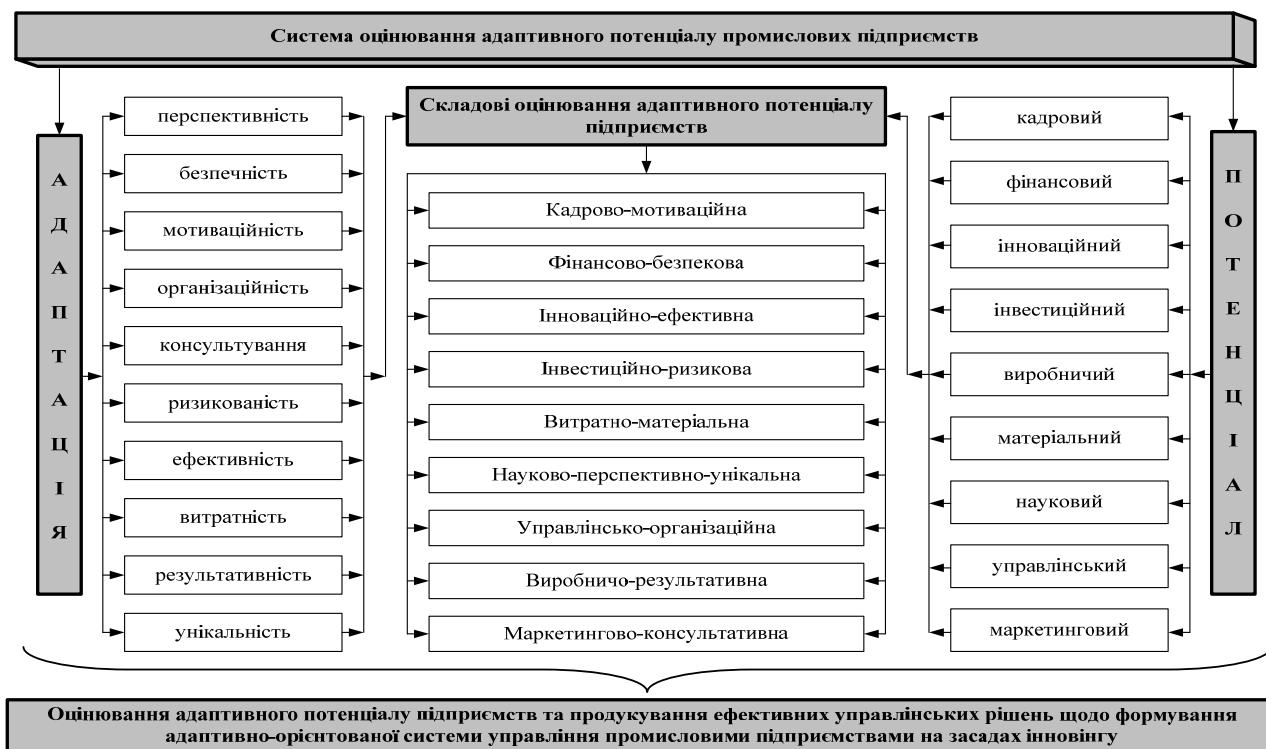 Система оцінювання адаптивного потенціалу промислових підприємств
АДАПТАЦІЯ
перспективність
безпечність
мотиваційність
організаційність
консультування
ризикованість
ефективність
витратність
результативність
унікальність
Складові оцінювання адаптивного потенціалу
підприємств
Кадрово-мотиваційна
Фінансово-безпекова
Інноваційно-ефективна
Інвестиційно-ризикова
Витратно-матеріальна
Науково-перспективно-унікальна
Управлінсько-організаційна
Виробничо-результативна
Маркетингово-консультативна
кадровий
фінансовий
інноваційний
інвестиційний
виробничий
матеріальний
науковий
управлінський
маркетинговий
ПОТЕНЦІАЛ
Оцінювання адаптивного потенціалу підприємств та продукування ефективних управлінських рішень щодо формування
адаптивно-орієнтованої системи управління промисловими підприємствами на засадах інновінгу